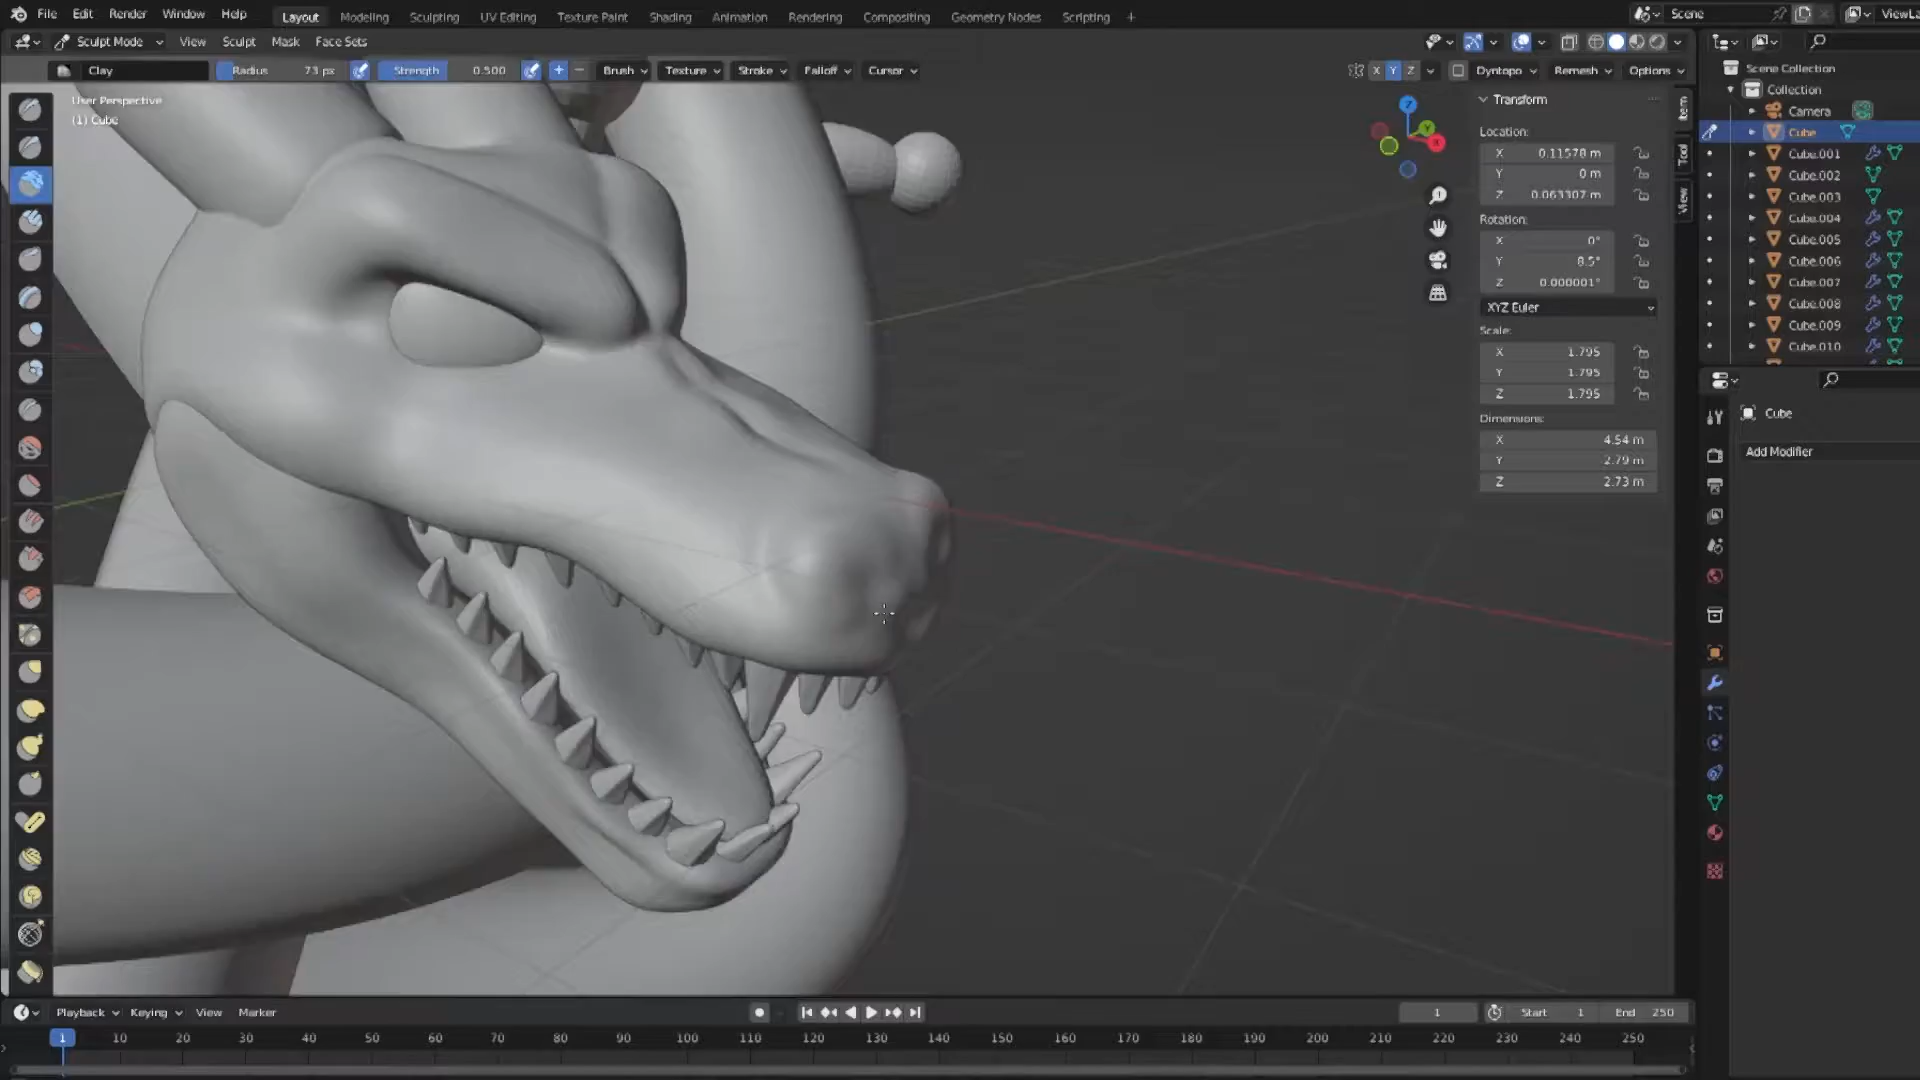 File Edit Render Window Help Layout Modeling Sculpting UV Editing Texture Paint Shading Animation Rendering Compositing Geometry Nodes Scripting + Scene ViewLa
Sculpt Mode View Sculpt Mask Face Sets
Clay Radius 73 px Strength 0.500 + − Brush Texture Stroke Falloff Cursor X Y Z Dyntopo Remesh Options
User Perspective
(1) Cube
Z
Y
X
Transform
Location:
X 0.11578 m
Y 0 m
Z 0.063307 m
Rotation:
X 0°
Y 8.5°
Z 0.000001°
XYZ Euler
Scale:
X 1.795
Y 1.795
Z 1.795
Dimensions:
X 4.54 m
Y 2.79 m
Z 2.73 m
Item
Tool
View
Scene Collection
Collection
Camera
Cube
Cube.001
Cube.002
Cube.003
Cube.004
Cube.005
Cube.006
Cube.007
Cube.008
Cube.009
Cube.010
Cube
Add Modifier
Playback Keying View Marker 1 Start 1 End 250
1 10 20 30 40 50 60 70 80 90 100 110 120 130 140 150 160 170 180 190 200 210 220 230 240 250